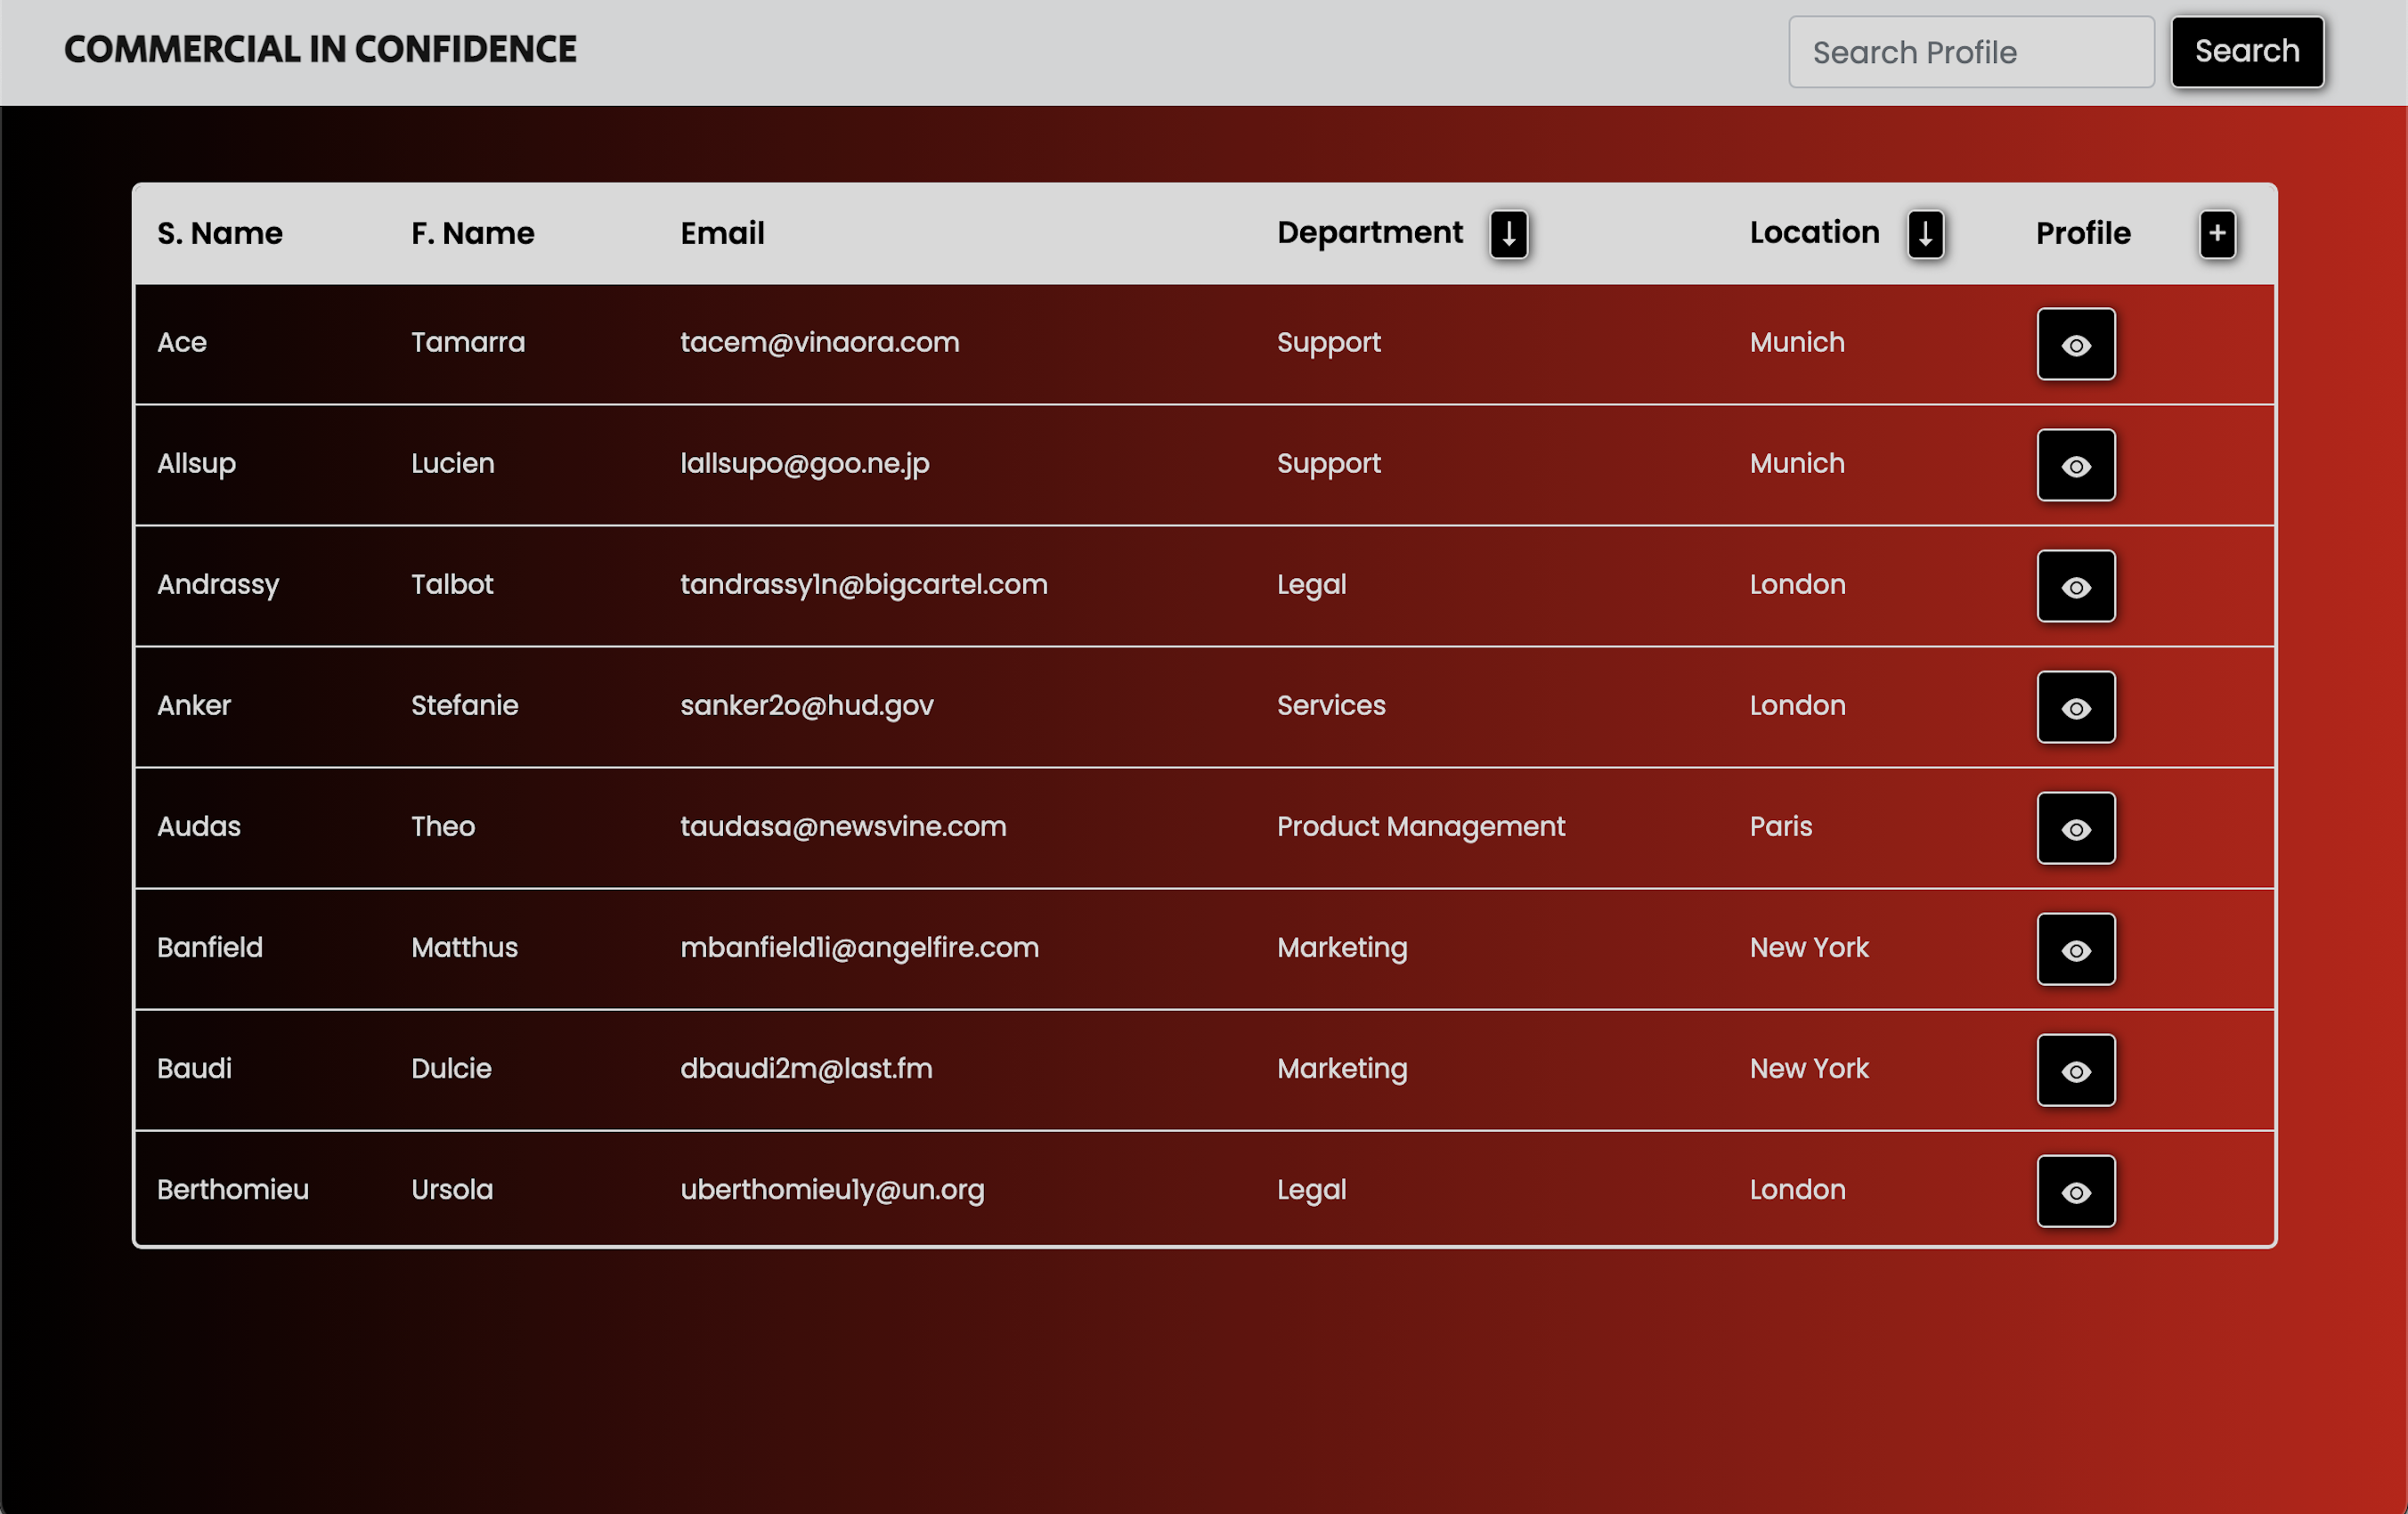 COMMERCIAL IN CONFIDENCE Search Profile Search
S. Name F. Name Email Department ↓ Location ↓ Profile +
Ace Tamarra tacem@vinaora.com Support Munich
Allsup Lucien lallsupo@goo.ne.jp Support Munich
Andrassy Talbot tandrassy1n@bigcartel.com Legal London
Anker Stefanie sanker2o@hud.gov Services London
Audas Theo taudasa@newsvine.com Product Management Paris
Banfield Matthus mbanfield1i@angelfire.com Marketing New York
Baudi Dulcie dbaudi2m@last.fm Marketing New York
Berthomieu Ursola uberthomieu1y@un.org Legal London